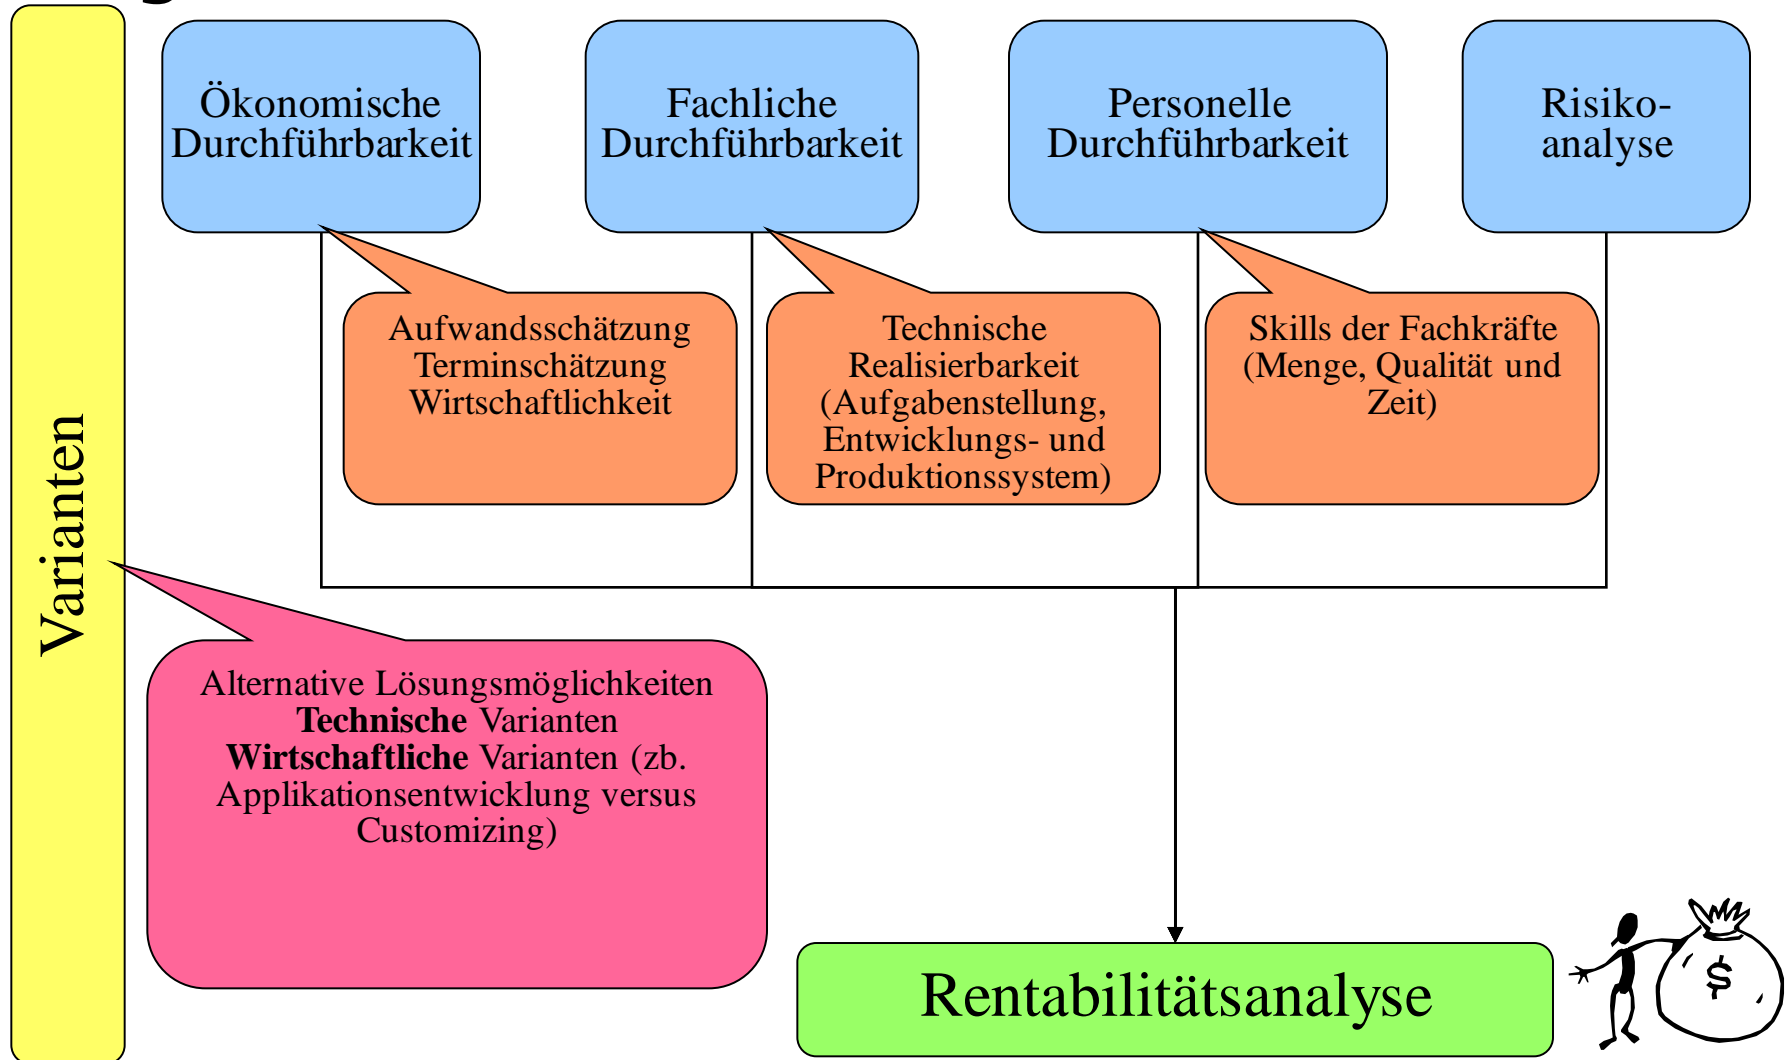 Varianten
Ökonomische
Durchführbarkeit
Fachliche
Durchführbarkeit
Personelle
Durchführbarkeit
Risiko-
analyse
Aufwandsschätzung
Terminschätzung
Wirtschaftlichkeit
Technische
Realisierbarkeit
(Aufgabenstellung,
Entwicklungs- und
Produktionssystem)
Skills der Fachkräfte
(Menge, Qualität und
Zeit)
Alternative Lösungsmöglichkeiten
Technische Varianten
Wirtschaftliche Varianten (zb.
Applikationsentwicklung versus
Customizing)
Rentabilitätsanalyse
$